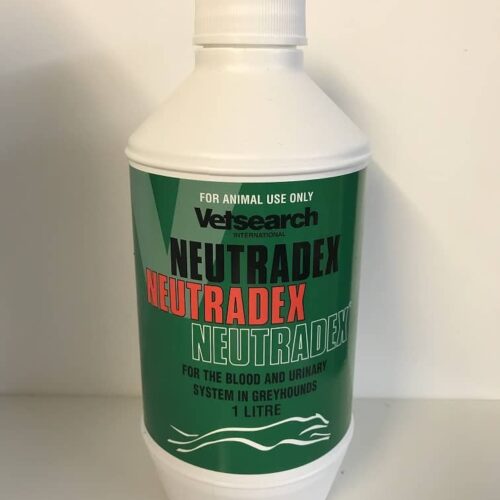 FOR ANIMAL USE ONLY
Vetsearch
INTERNATIONAL
NEUTRADEX
NEUTRADEX
NEUTRADEX
FOR THE BLOOD AND URINARY
SYSTEM IN GREYHOUNDS
1 LITRE